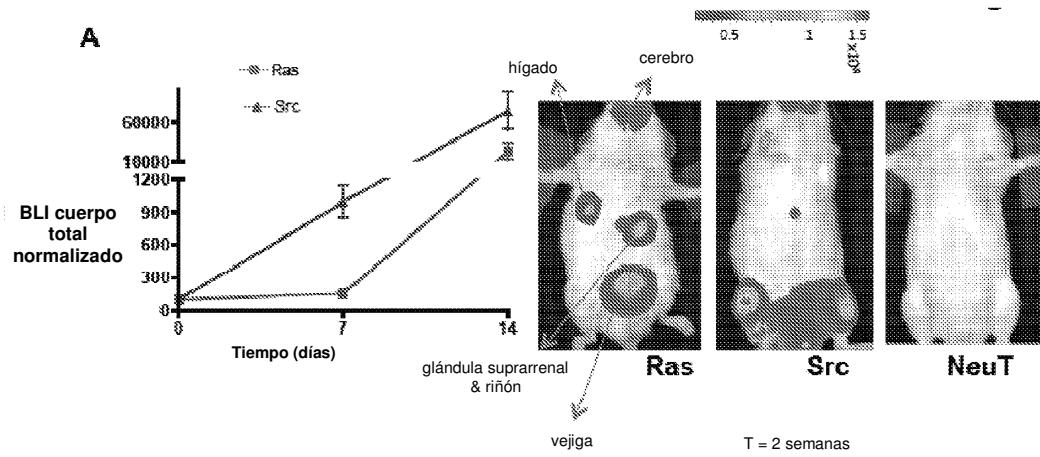 A
Ras
Src
60000
10000
1200
900
600
300
0
BLI cuerpo
total
normalizado
0
7
14
Tiempo (días)
0.5
1
1.5
hígado
cerebro
glándula suprarrenal
& riñón
vejiga
Ras
Src
NeuT
T = 2 semanas